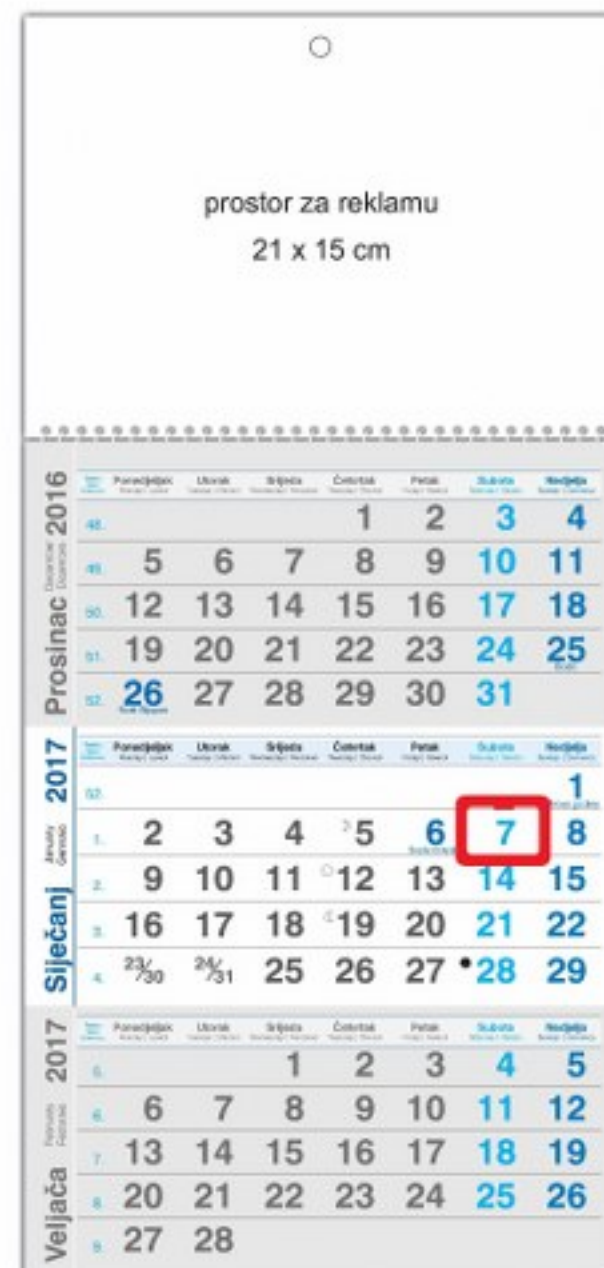 prostor za reklamu
21 x 15 cm
Prosinac December 2016
Ponedjeljak Utorak Srijeda Četvrtak Petak Subota Nedjelja
48. 1 2 3 4
49. 5 6 7 8 9 10 11
50. 12 13 14 15 16 17 18
51. 19 20 21 22 23 24 25
52. 26 27 28 29 30 31
Siječanj January 2017
Ponedjeljak Utorak Srijeda Četvrtak Petak Subota Nedjelja
52. 1
1. 2 3 4 5 6 7 8
2. 9 10 11 12 13 14 15
3. 16 17 18 19 20 21 22
4. 23/30 24/31 25 26 27 28 29
Veljača February 2017
Ponedjeljak Utorak Srijeda Četvrtak Petak Subota Nedjelja
5. 1 2 3 4 5
6. 6 7 8 9 10 11 12
7. 13 14 15 16 17 18 19
8. 20 21 22 23 24 25 26
9. 27 28